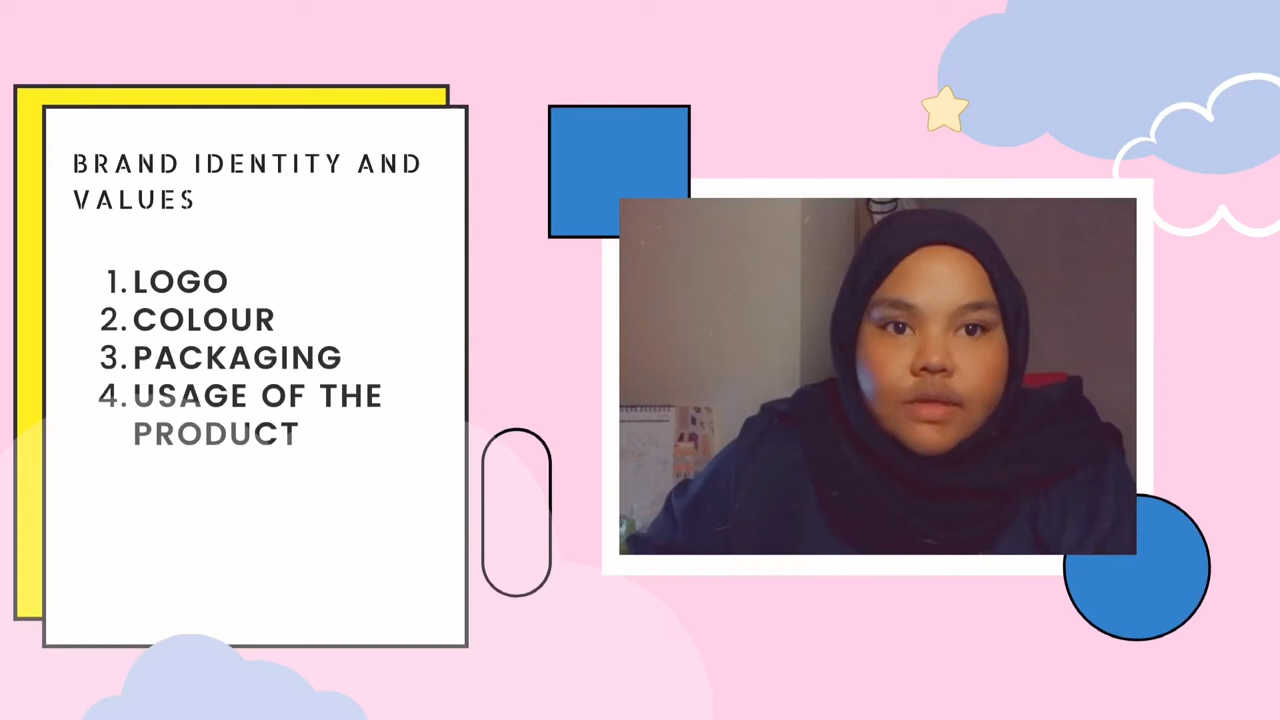 BRAND IDENTITY AND
VALUES
1. LOGO
2. COLOUR
3. PACKAGING
4. USAGE OF THE
PRODUCT